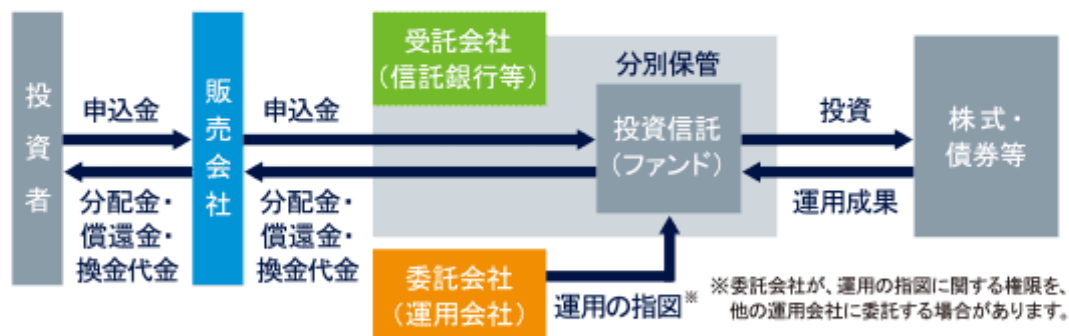 投資者
申込金
分配金・
償還金・
換金代金
販売会社
申込金
分配金・
償還金・
換金代金
受託会社
（信託銀行等）
分別保管
投資信託
（ファンド）
委託会社
（運用会社）
運用の指図※
投資
運用成果
株式・
債券等
※委託会社が、運用の指図に関する権限を、
他の運用会社に委託する場合があります。